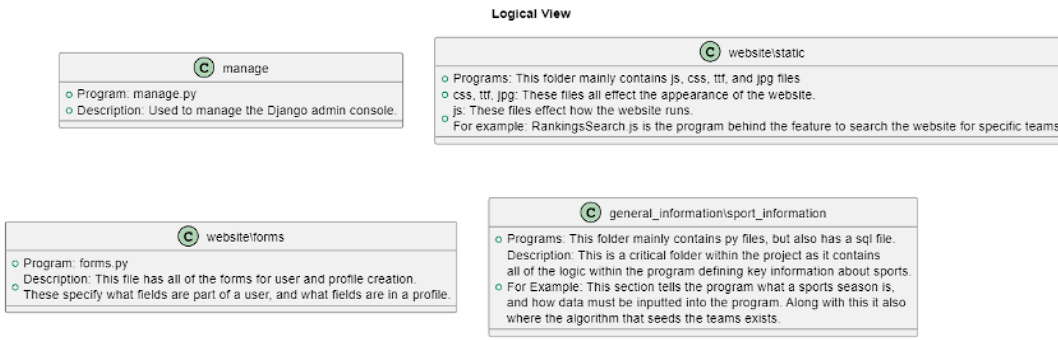 Logical View
C manage
Program: manage.py
Description: Used to manage the Django admin console.
C website\static
Programs: This folder mainly contains js, css, ttf, and jpg files
css, ttf, jpg: These files all effect the appearance of the website.
js: These files effect how the website runs.
For example: RankingsSearch.js is the program behind the feature to search the website for specific teams
C website\forms
Program: forms.py
Description: This file has all of the forms for user and profile creation.
These specify what fields are part of a user, and what fields are in a profile.
C general_information\sport_information
Programs: This folder mainly contains py files, but also has a sql file.
Description: This is a critical folder within the project as it contains
all of the logic within the program defining key information about sports.
For Example: This section tells the program what a sports season is,
and how data must be inputted into the program. Along with this it also
where the algorithm that seeds the teams exists.